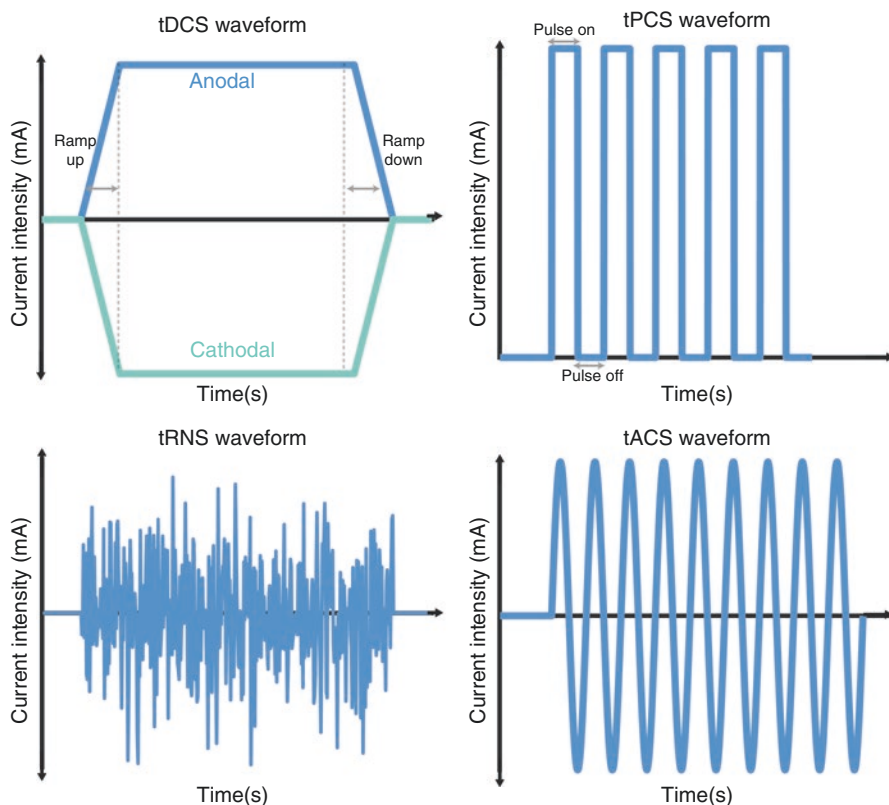 tDCS waveform
Current intensity (mA)
Anodal
Ramp
up
Ramp
down
Cathodal
Time(s)
tPCS waveform
Current intensity (mA)
Pulse on
Pulse off
Time(s)
tRNS waveform
Current intensity (mA)
Time(s)
tACS waveform
Current intensity (mA)
Time(s)